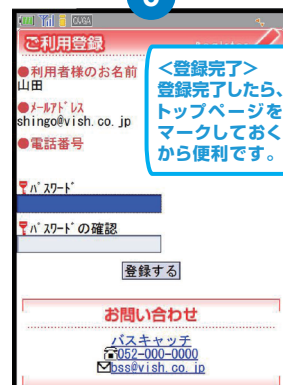 QVGA
ご利用登録
●利用者様のお名前
山田
●ﾒｰﾙｱﾄﾞﾚｽ
shingo@vish.co.jp
●電話番号
<登録完了>
登録完了したら、
トップページを
マークしておく
から便利です。
ﾊﾟｽﾜｰﾄﾞ
ﾊﾟｽﾜｰﾄﾞの確認
登録する
お問い合わせ
バスキャッチ
☎052-000-0000
bss@vish.co.jp